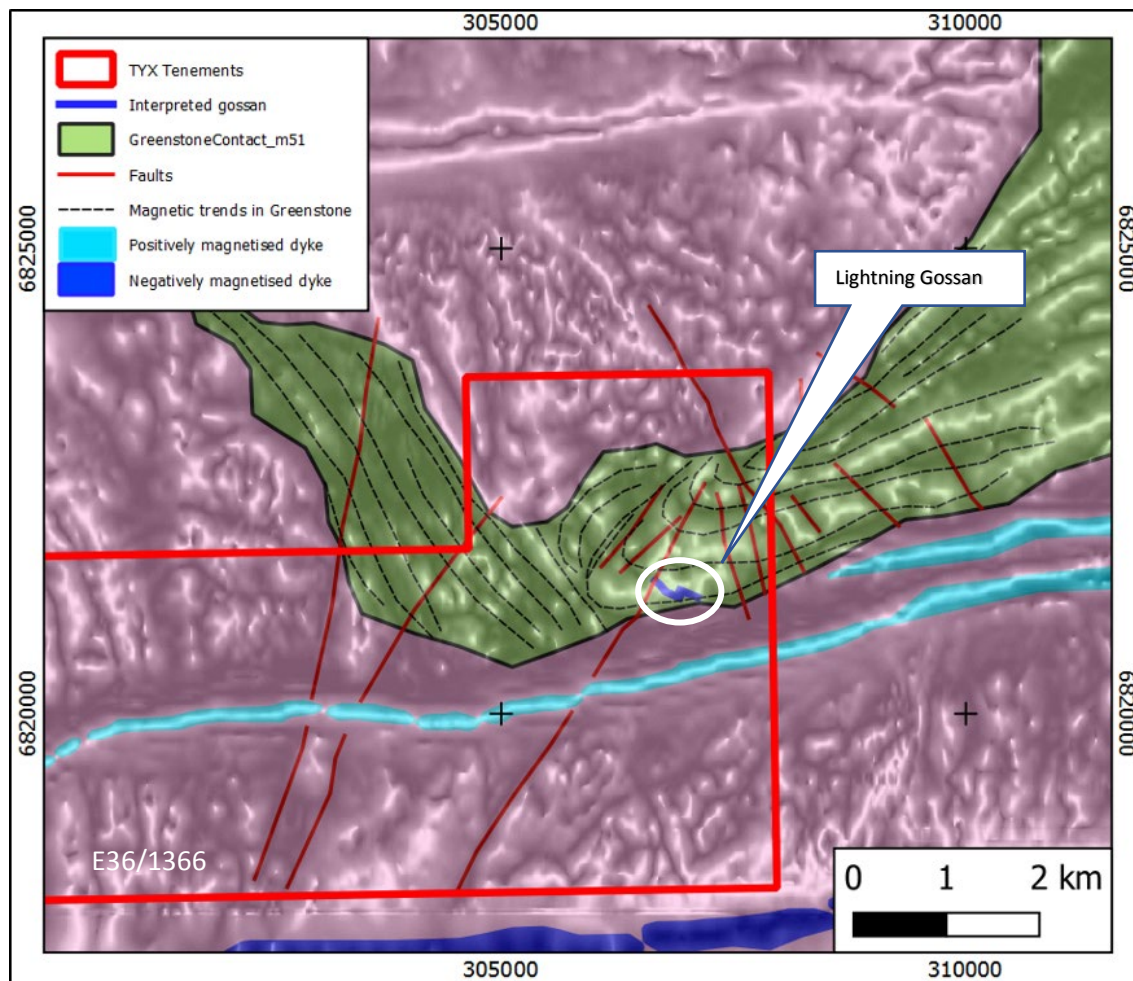 305000
310000
TYX Tenements
Interpreted gossan
GreenstoneContact_m51
Faults
Magnetic trends in Greenstone
Positively magnetised dyke
Negatively magnetised dyke
6825000
6825000
Lightning Gossan
6820000
6820000
E36/1366
0 1 2 km
305000
310000